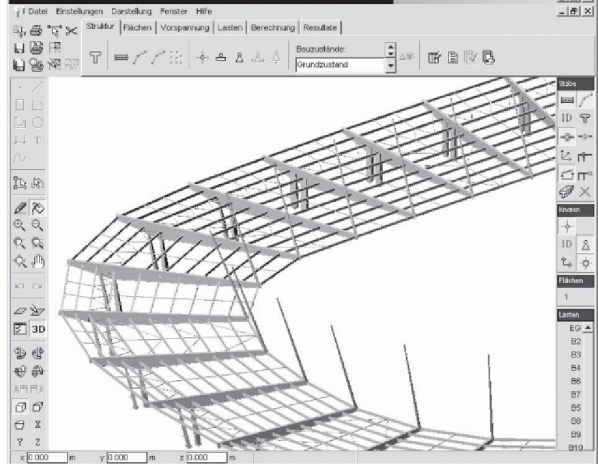 Datei Einstellungen Darstellung Fenster Hilfe
Struktur Flächen Vorspannung Lasten Berechnung Resultate
Bauzustände:
Grundzustand
Stäbe
ID
Knoten
ID
Flächen
1
Lasten
EG
B2
B3
B4
B6
B7
B5
B8
B9
B10
T
3D
X
Y Z
x 0.000 m y 0.000 m z 0.000 m